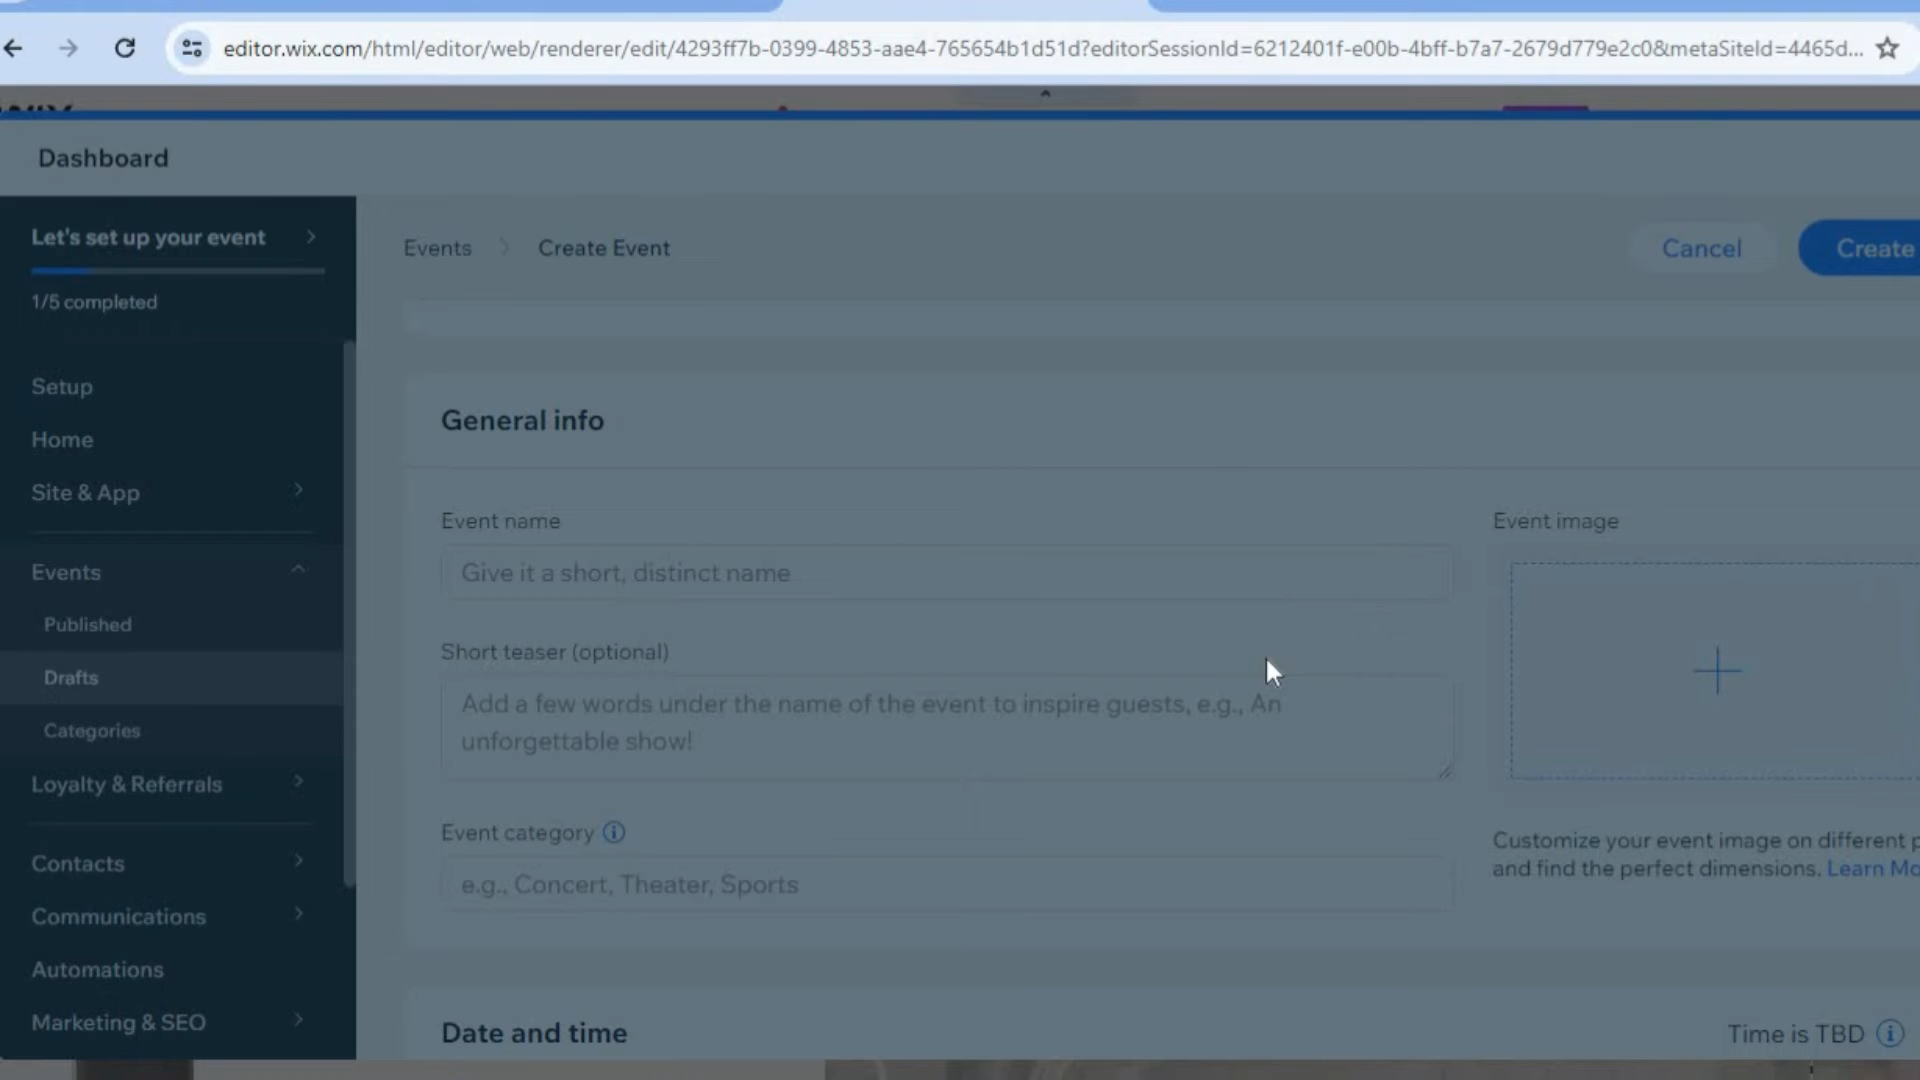 editor.wix.com/html/editor/web/renderer/edit/4293ff7b-0399-4853-aae4-765654b1d51d?editorSessionId=6212401f-e00b-4bff-b7a7-2679d779e2c0&metaSiteId=4465d...
Dashboard
Let's set up your event
1/5 completed
Events
Create Event
Cancel
Create
Setup
Home
Site & App
Events
Published
Drafts
Categories
Loyalty & Referrals
Contacts
Communications
Automations
Marketing & SEO
General info
Event name
Give it a short, distinct name
Short teaser (optional)
Add a few words under the name of the event to inspire guests, e.g., An
unforgettable show!
Event category
e.g., Concert, Theater, Sports
Event image
Customize your event image on different p
and find the perfect dimensions. Learn Mo
Date and time
Time is TBD